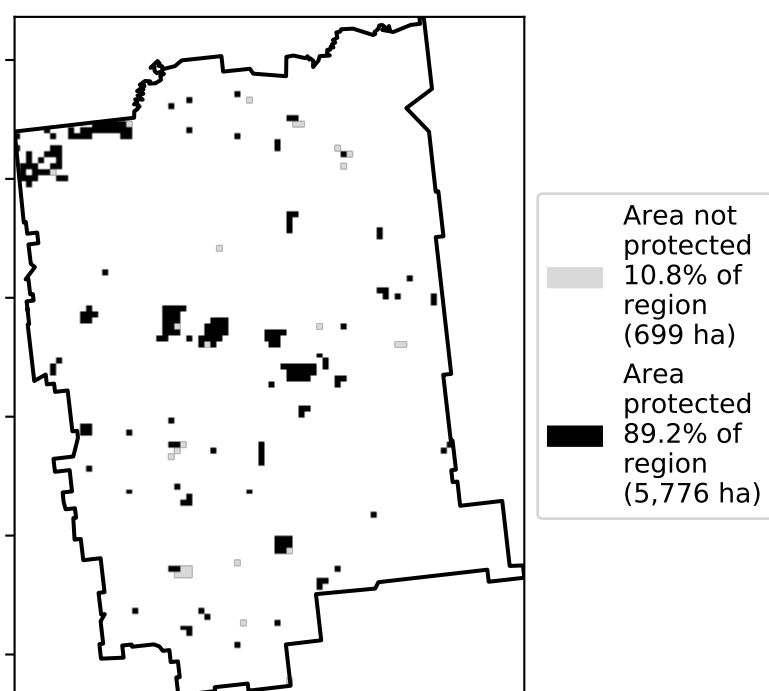 Area not
protected
10.8% of
region
(699 ha)
Area
protected
89.2% of
region
(5,776 ha)